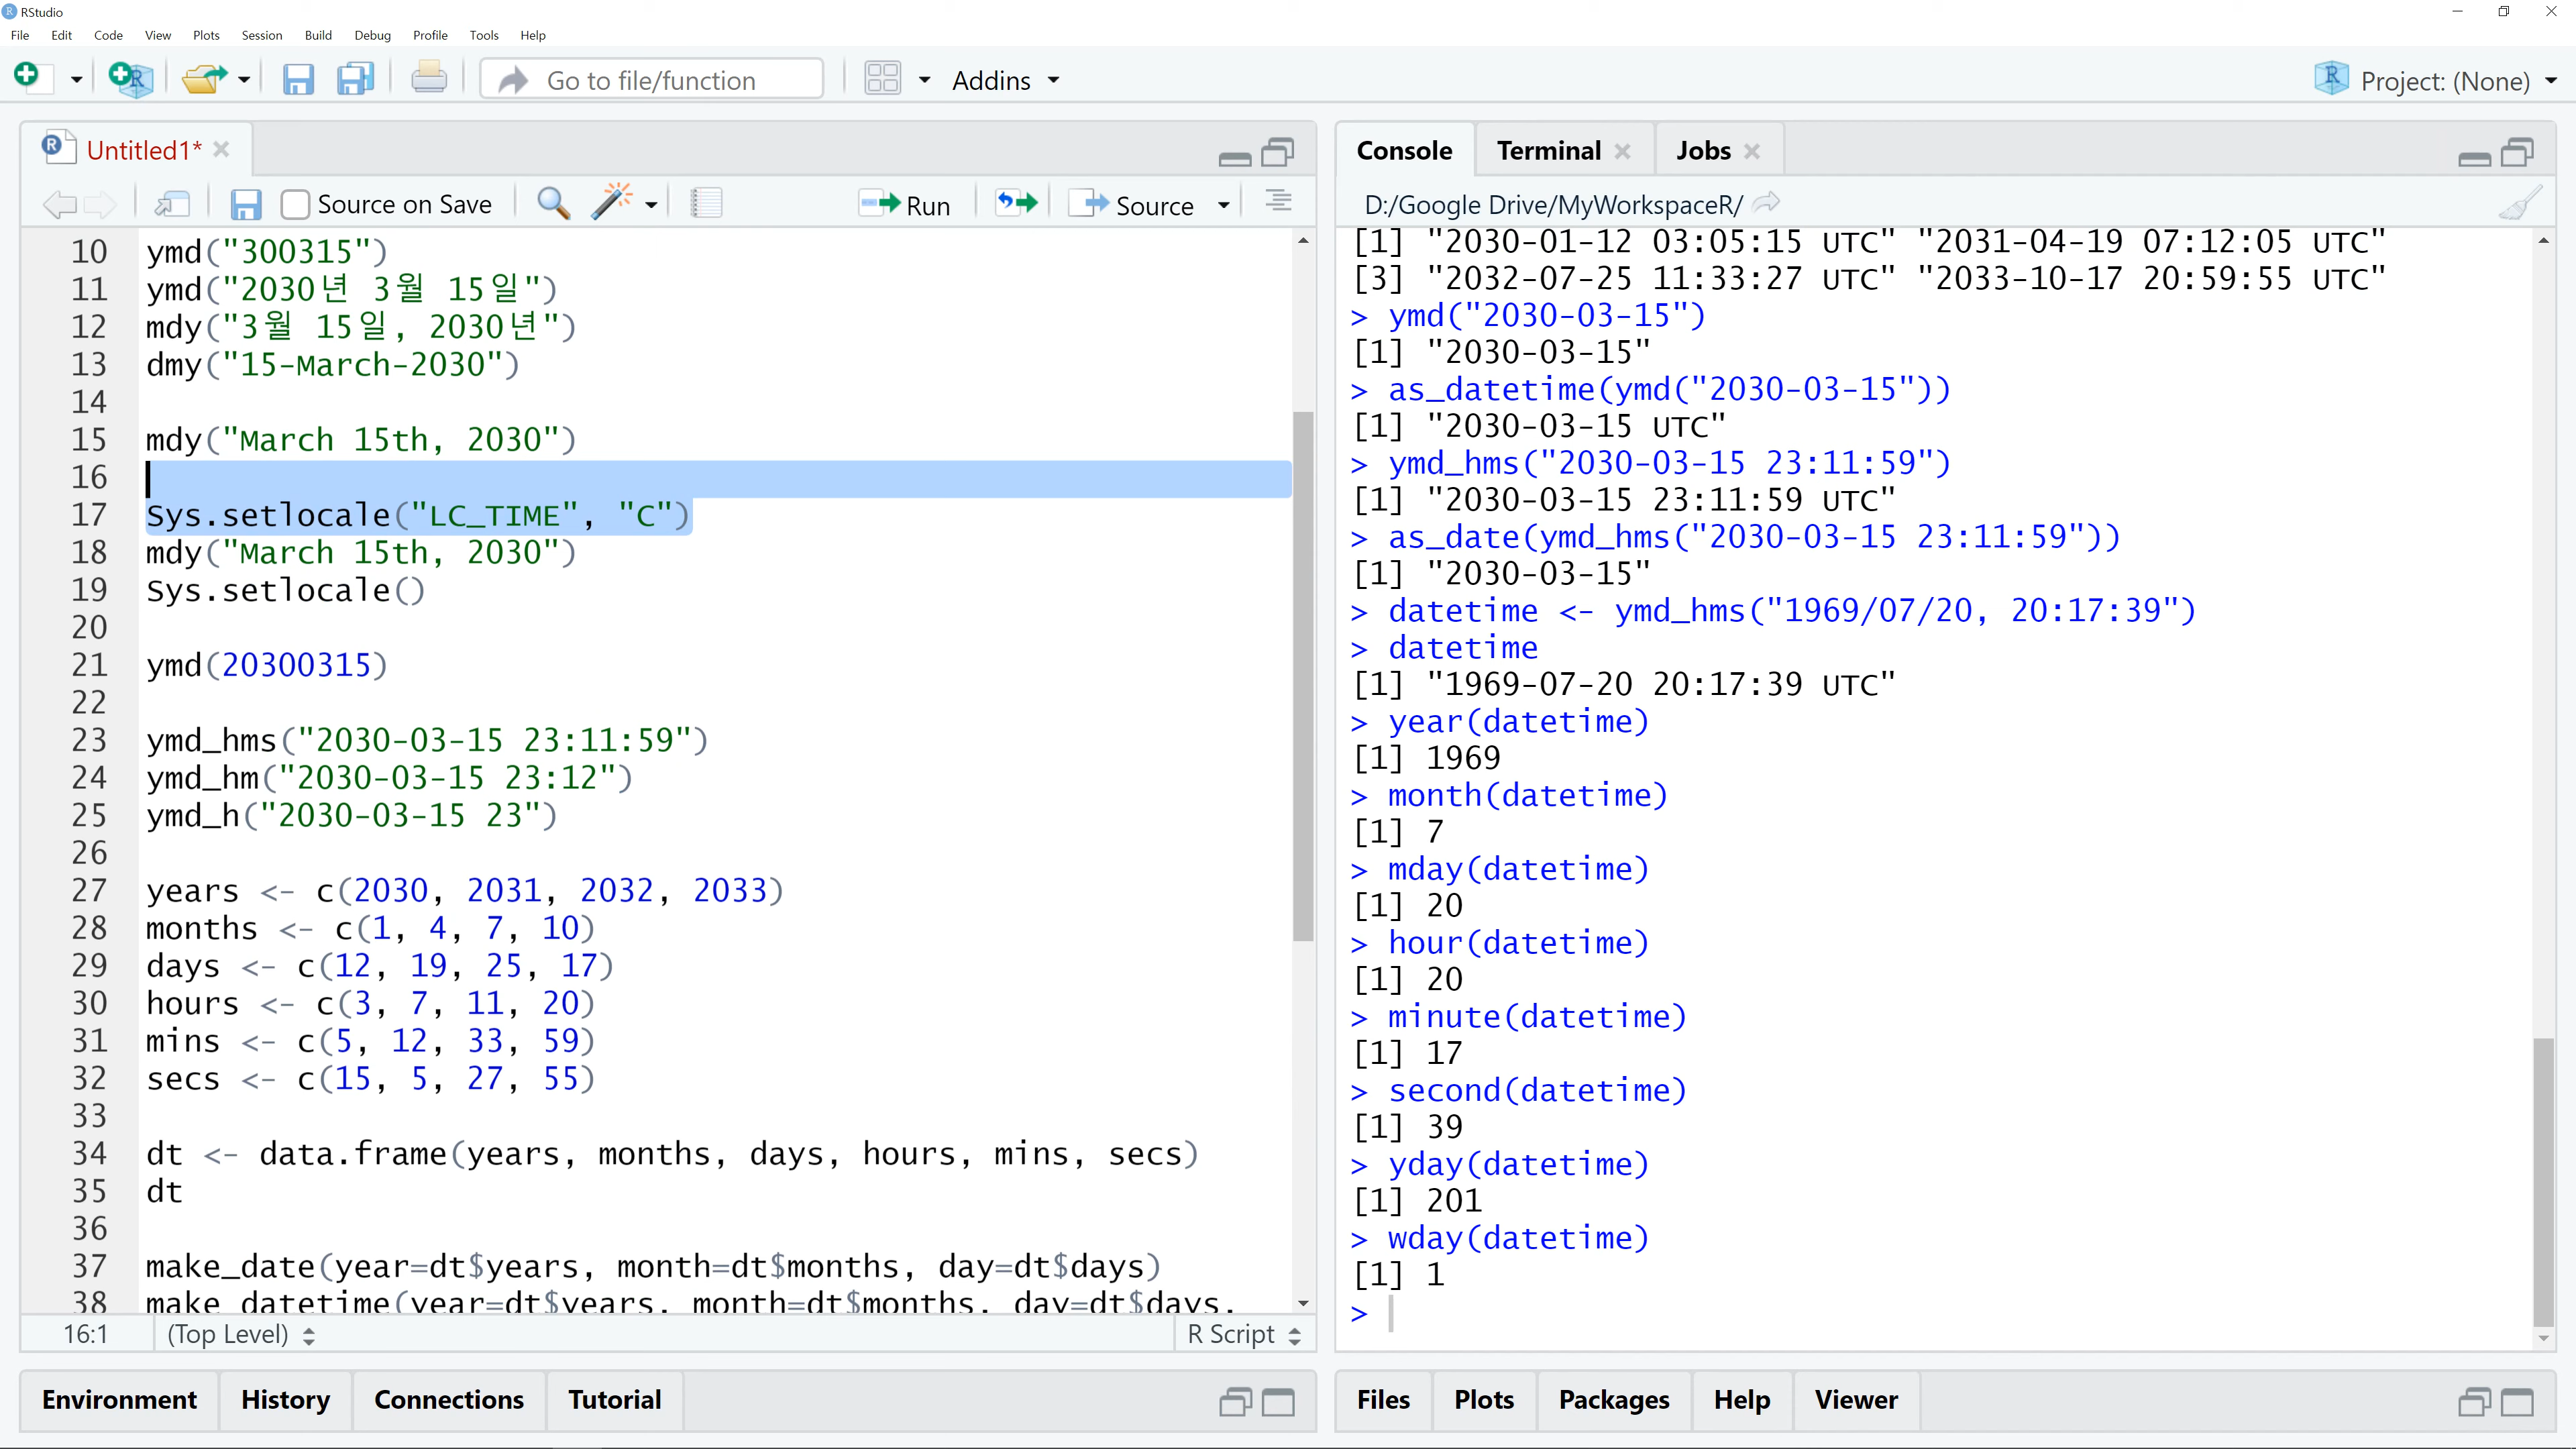 RStudio
File Edit Code View Plots Session Build Debug Profile Tools Help
Go to file/function
Addins
Project: (None)
Untitled1*
Source on Save
Run
Source
10 ymd("300315")
11 ymd("2030년 3월 15일")
12 mdy("3월 15일, 2030년")
13 dmy("15-March-2030")
14
15 mdy("March 15th, 2030")
16
17 Sys.setlocale("LC_TIME", "C")
18 mdy("March 15th, 2030")
19 Sys.setlocale()
20
21 ymd(20300315)
22
23 ymd_hms("2030-03-15 23:11:59")
24 ymd_hm("2030-03-15 23:12")
25 ymd_h("2030-03-15 23")
26
27 years <- c(2030, 2031, 2032, 2033)
28 months <- c(1, 4, 7, 10)
29 days <- c(12, 19, 25, 17)
30 hours <- c(3, 7, 11, 20)
31 mins <- c(5, 12, 33, 59)
32 secs <- c(15, 5, 27, 55)
33
34 dt <- data.frame(years, months, days, hours, mins, secs)
35 dt
36
37 make_date(year=dt$years, month=dt$months, day=dt$days)
38 make_datetime(year=dt$years, month=dt$months, day=dt$days,
16:1 (Top Level) R Script
Environment History Connections Tutorial
Console Terminal Jobs
D:/Google Drive/MyWorkspaceR/
[1] "2030-01-12 03:05:15 UTC" "2031-04-19 07:12:05 UTC"
[3] "2032-07-25 11:33:27 UTC" "2033-10-17 20:59:55 UTC"
> ymd("2030-03-15")
[1] "2030-03-15"
> as_datetime(ymd("2030-03-15"))
[1] "2030-03-15 UTC"
> ymd_hms("2030-03-15 23:11:59")
[1] "2030-03-15 23:11:59 UTC"
> as_date(ymd_hms("2030-03-15 23:11:59"))
[1] "2030-03-15"
> datetime <- ymd_hms("1969/07/20, 20:17:39")
> datetime
[1] "1969-07-20 20:17:39 UTC"
> year(datetime)
[1] 1969
> month(datetime)
[1] 7
> mday(datetime)
[1] 20
> hour(datetime)
[1] 20
> minute(datetime)
[1] 17
> second(datetime)
[1] 39
> yday(datetime)
[1] 201
> wday(datetime)
[1] 1
>
Files Plots Packages Help Viewer